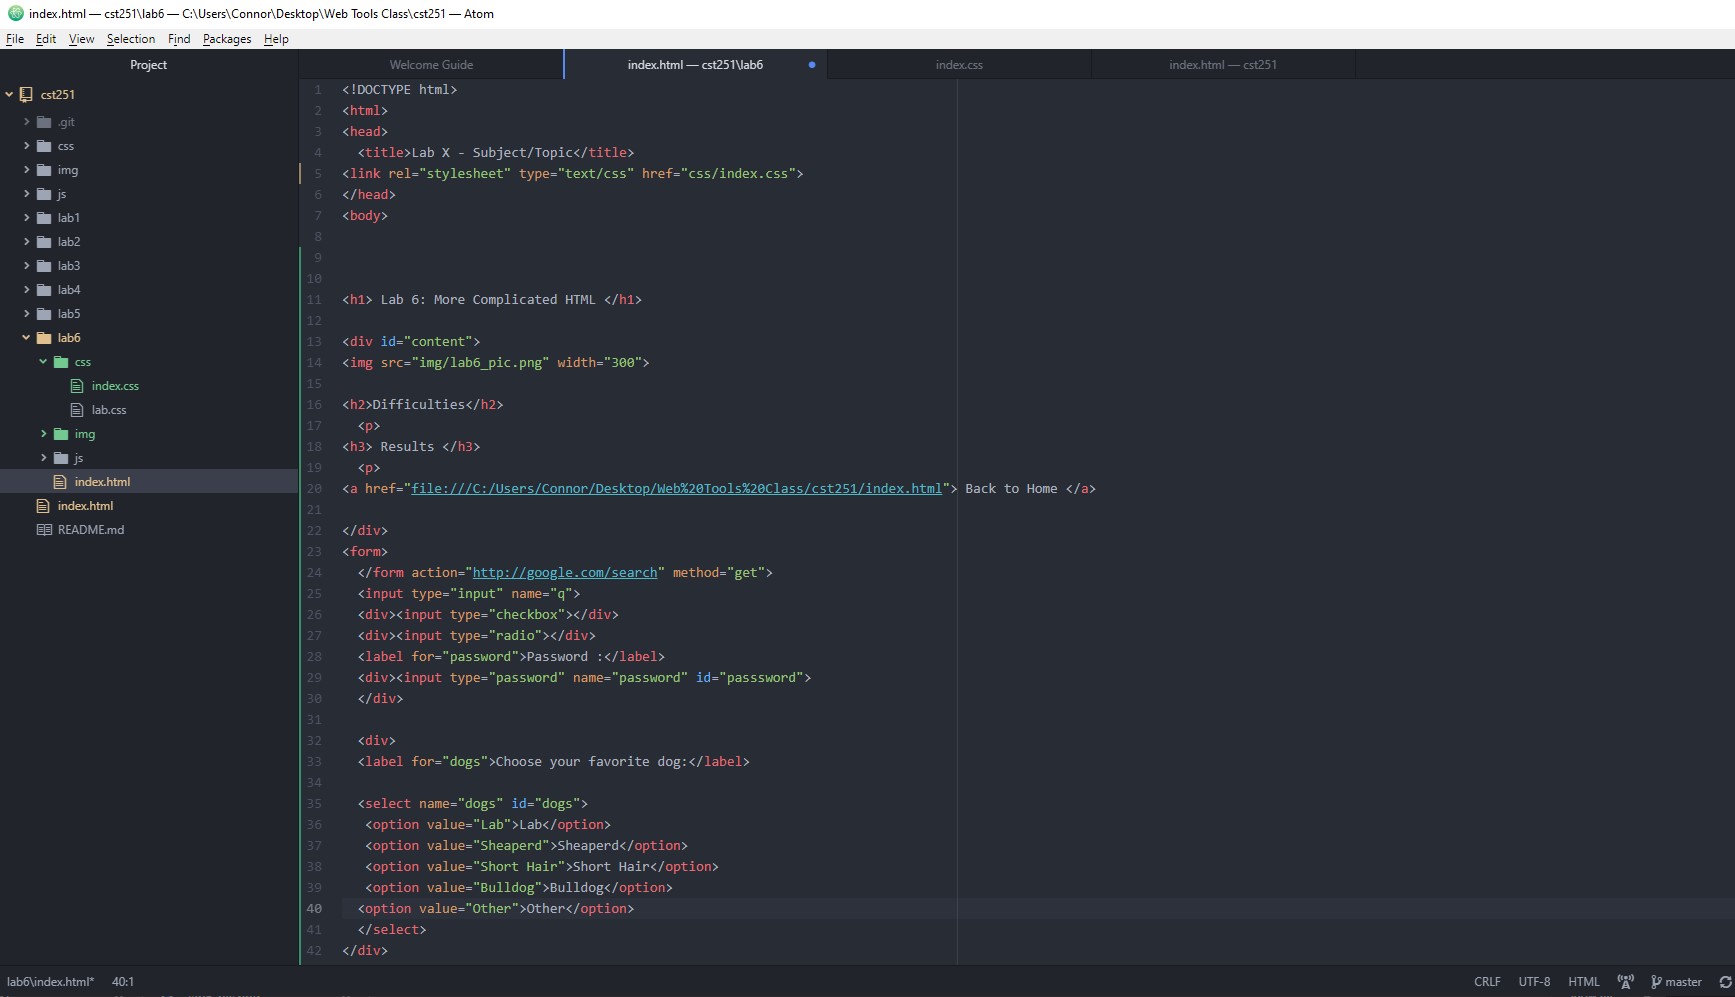 index.html — cst251\lab6 — C:\Users\Connor\Desktop\Web Tools Class\cst251 — Atom
File Edit View Selection Find Packages Help
Project
Welcome Guide
index.html — cst251\lab6
index.css
index.html — cst251
cst251
.git
css
img
js
lab1
lab2
lab3
lab4
lab5
lab6
css
index.css
lab.css
img
js
index.html
index.html
README.md
1 <!DOCTYPE html>
2 <html>
3 <head>
4   <title>Lab X - Subject/Topic</title>
5 <link rel="stylesheet" type="text/css" href="css/index.css">
6 </head>
7 <body>
8
9
10
11 <h1> Lab 6: More Complicated HTML </h1>
12
13 <div id="content">
14 <img src="img/lab6_pic.png" width="300">
15
16 <h2>Difficulties</h2>
17   <p>
18 <h3> Results </h3>
19   <p>
20 <a href="file:///C:/Users/Connor/Desktop/Web%20Tools%20Class/cst251/index.html"> Back to Home </a>
21
22 </div>
23 <form>
24   </form action="http://google.com/search" method="get">
25   <input type="input" name="q">
26   <div><input type="checkbox"></div>
27   <div><input type="radio"></div>
28   <label for="password">Password :</label>
29   <div><input type="password" name="password" id="passsword">
30   </div>
31
32   <div>
33   <label for="dogs">Choose your favorite dog:</label>
34
35   <select name="dogs" id="dogs">
36    <option value="Lab">Lab</option>
37    <option value="Sheaperd">Sheaperd</option>
38    <option value="Short Hair">Short Hair</option>
39    <option value="Bulldog">Bulldog</option>
40   <option value="Other">Other</option>
41   </select>
42 </div>
lab6\index.html* 40:1 CRLF UTF-8 HTML master